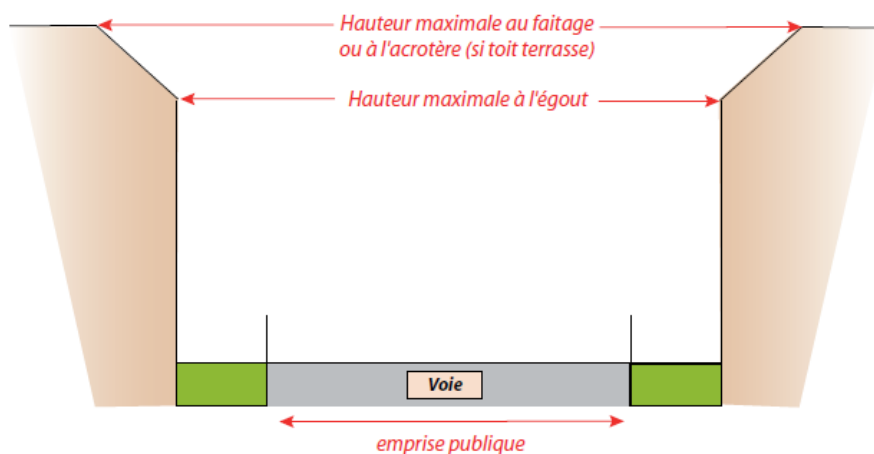 Hauteur maximale au faitage
ou à l'acrotère (si toit terrasse)
Hauteur maximale à l'égout
Voie
emprise publique